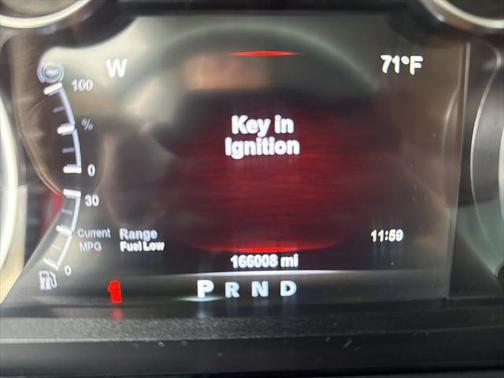 W
71°F
100
%
0
30
0
Key in
Ignition
Current
MPG
Range
Fuel Low
11:59
166008 mi
P R N D